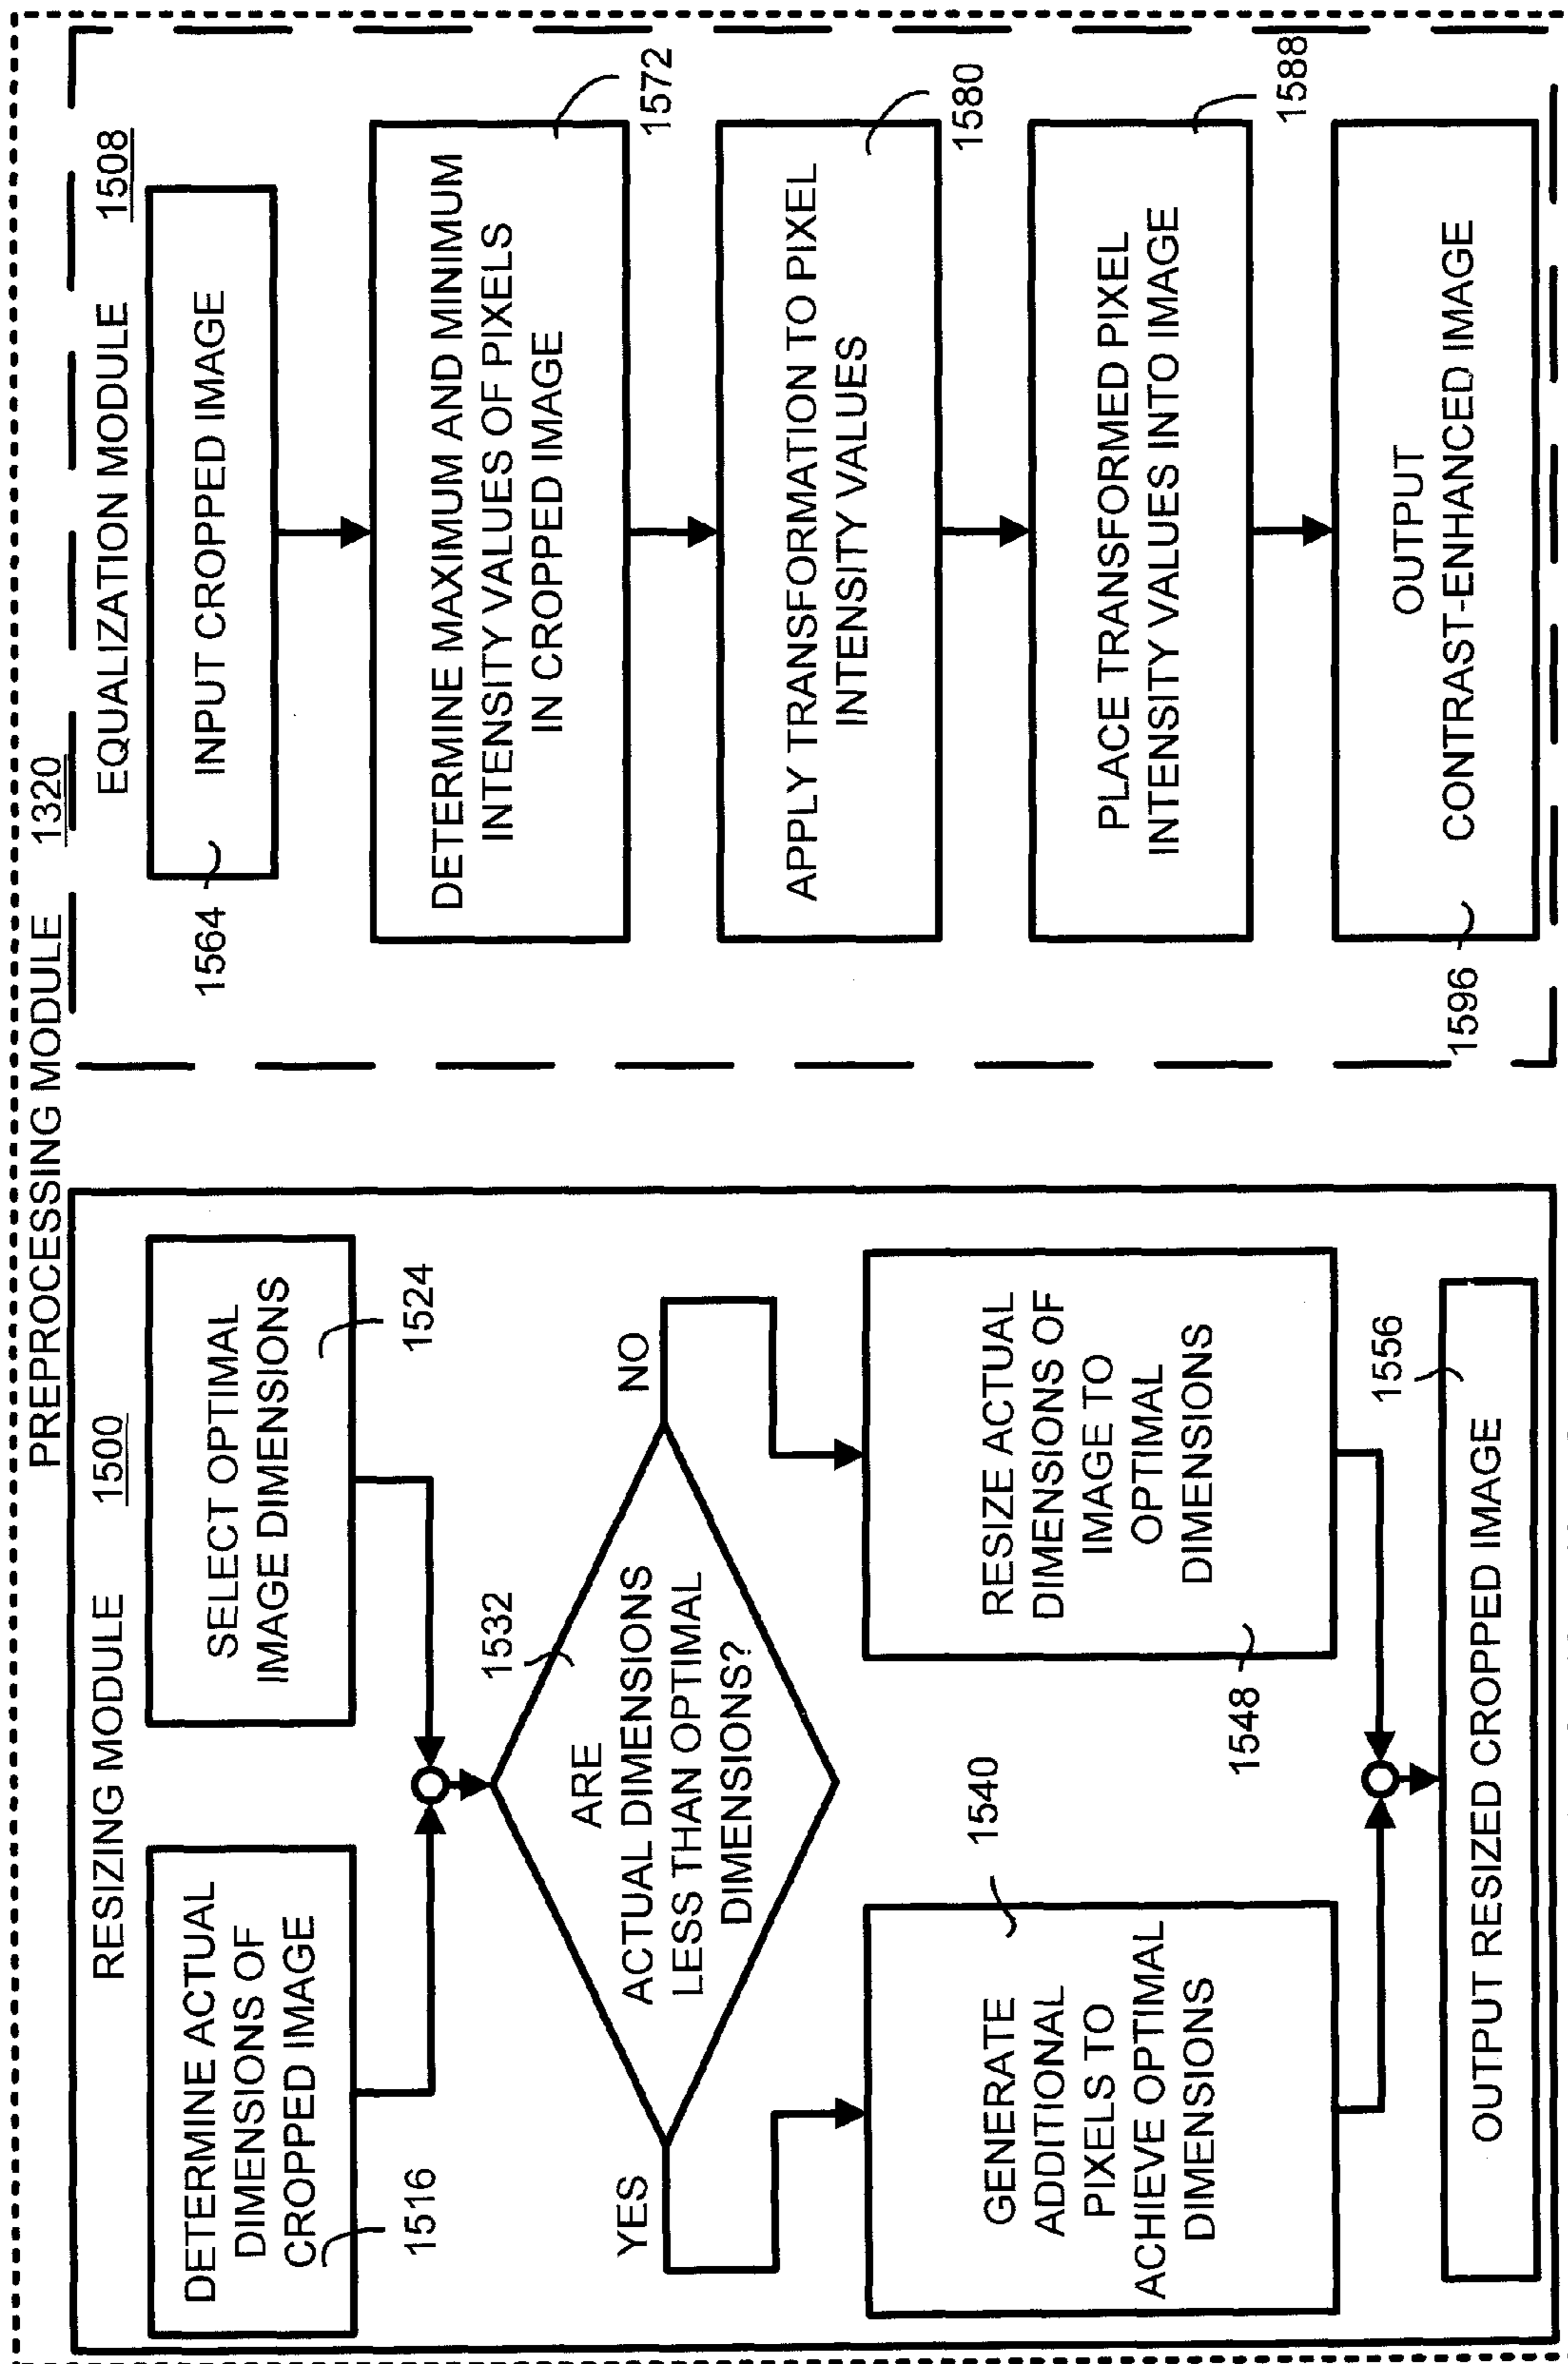 PREPROCESSING MODULE 1320
RESIZING MODULE 1500
DETERMINE ACTUAL
DIMENSIONS OF
CROPPED IMAGE
1516
SELECT OPTIMAL
IMAGE DIMENSIONS
1524
1532
ARE
ACTUAL DIMENSIONS
LESS THAN OPTIMAL
DIMENSIONS?
YES
NO
GENERATE
ADDITIONAL
PIXELS TO
ACHIEVE OPTIMAL
DIMENSIONS
1540
RESIZE ACTUAL
DIMENSIONS OF
IMAGE TO
OPTIMAL
DIMENSIONS
1548
OUTPUT RESIZED CROPPED IMAGE
1556
EQUALIZATION MODULE 1508
INPUT CROPPED IMAGE
1564
DETERMINE MAXIMUM AND MINIMUM
INTENSITY VALUES OF PIXELS
IN CROPPED IMAGE
1572
APPLY TRANSFORMATION TO PIXEL
INTENSITY VALUES
1580
PLACE TRANSFORMED PIXEL
INTENSITY VALUES INTO IMAGE
1588
OUTPUT
CONTRAST-ENHANCED IMAGE
1596